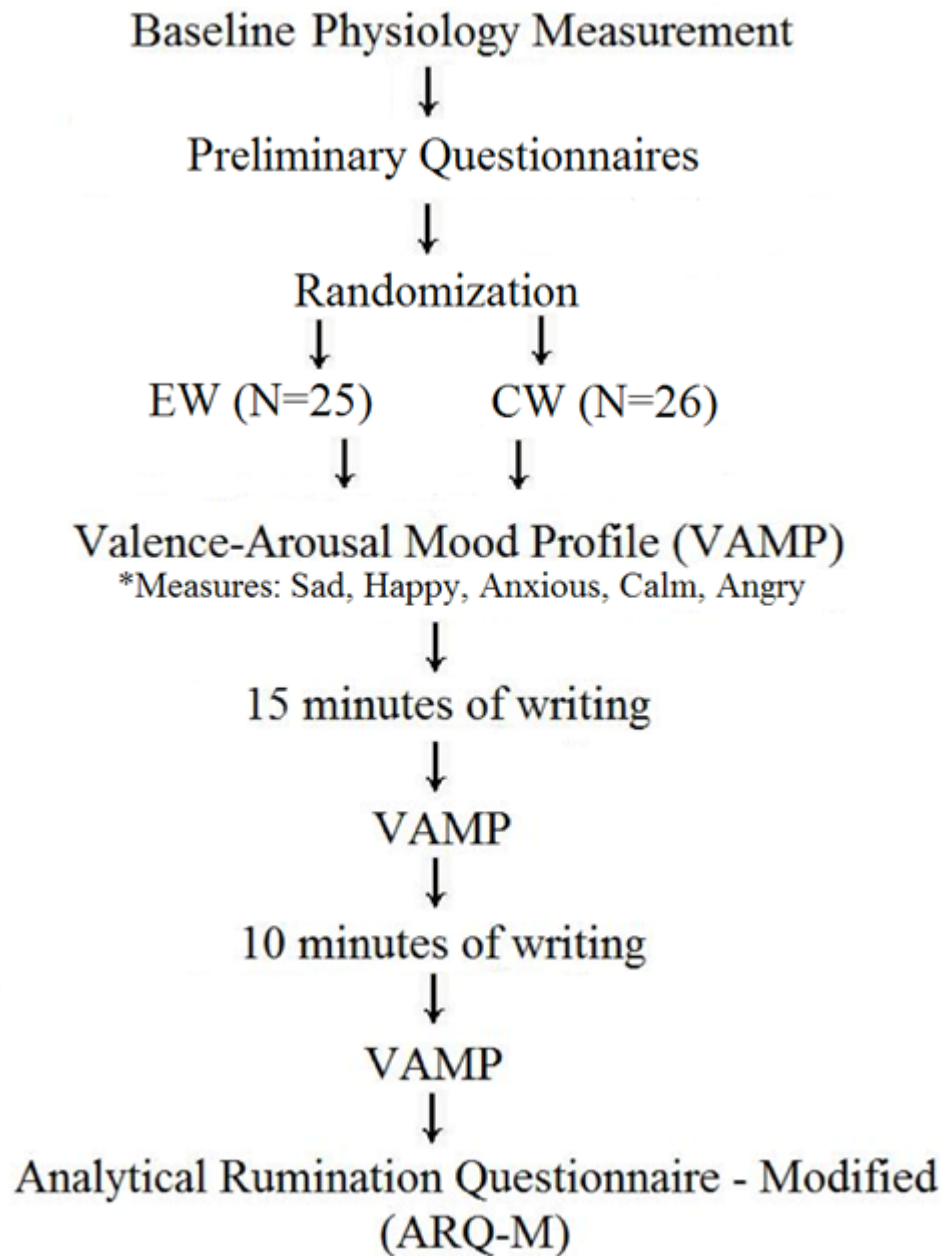 Baseline Physiology Measurement
Preliminary Questionnaires
Randomization
EW (N=25) CW (N=26)
Valence-Arousal Mood Profile (VAMP)
*Measures: Sad, Happy, Anxious, Calm, Angry
15 minutes of writing
VAMP
10 minutes of writing
VAMP
Analytical Rumination Questionnaire - Modified
(ARQ-M)